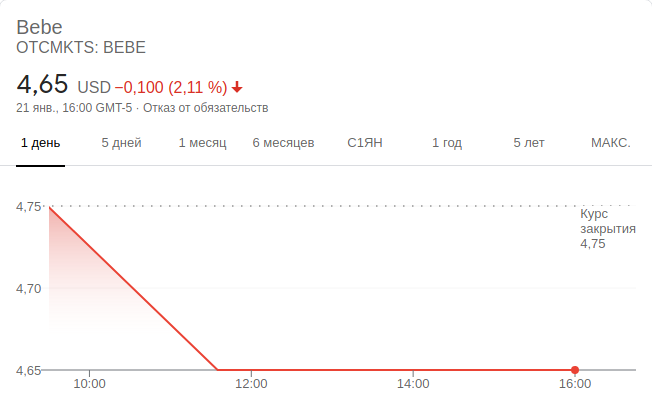 Bebe
OTCMKTS: BEBE
4,65 USD −0,100 (2,11 %)
21 янв., 16:00 GMT-5 · Отказ от обязательств
1 день 5 дней 1 месяц 6 месяцев С1ЯН 1 год 5 лет МАКС.
4,75
Курс
закрытия
4,75
4,70
4,65
10:00 12:00 14:00 16:00